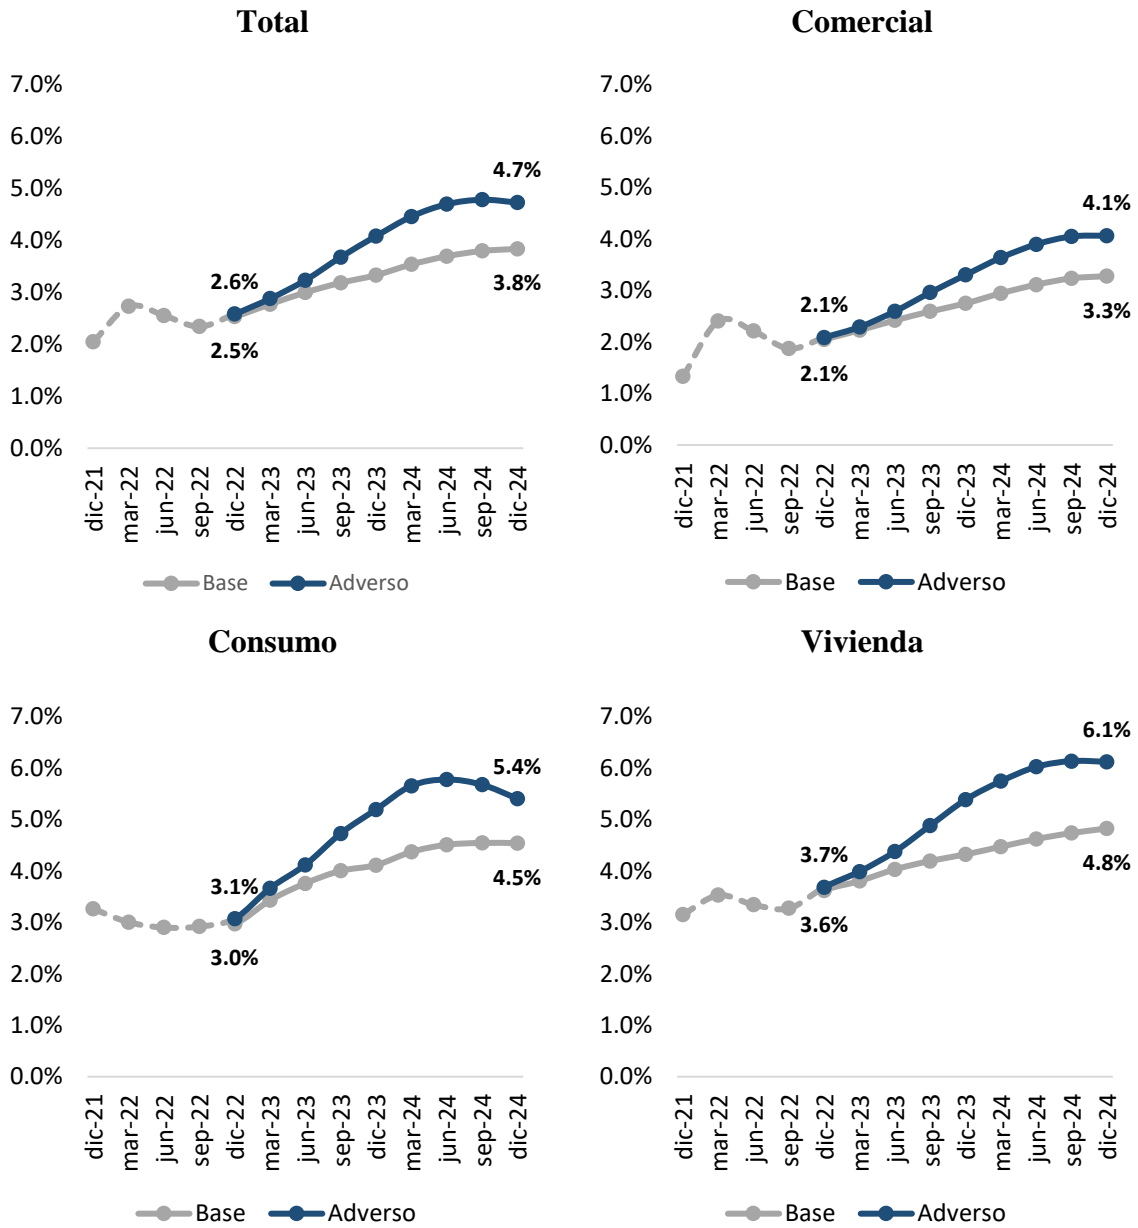 Total
7.0%
6.0%
5.0%
4.0%
3.0%
2.0%
1.0%
0.0%
4.7%
2.6%
3.8%
2.5%
dic-21
mar-22
jun-22
sep-22
dic-22
mar-23
jun-23
sep-23
dic-23
mar-24
jun-24
sep-24
dic-24
Base Adverso
Comercial
7.0%
6.0%
5.0%
4.0%
3.0%
2.0%
1.0%
0.0%
4.1%
2.1%
3.3%
2.1%
dic-21
mar-22
jun-22
sep-22
dic-22
mar-23
jun-23
sep-23
dic-23
mar-24
jun-24
sep-24
dic-24
Base Adverso
Consumo
7.0%
6.0%
5.0%
4.0%
3.0%
2.0%
1.0%
0.0%
5.4%
3.1%
4.5%
3.0%
dic-21
mar-22
jun-22
sep-22
dic-22
mar-23
jun-23
sep-23
dic-23
mar-24
jun-24
sep-24
dic-24
Base Adverso
Vivienda
7.0%
6.0%
5.0%
4.0%
3.0%
2.0%
1.0%
0.0%
6.1%
3.7%
4.8%
3.6%
dic-21
mar-22
jun-22
sep-22
dic-22
mar-23
jun-23
sep-23
dic-23
mar-24
jun-24
sep-24
dic-24
Base Adverso